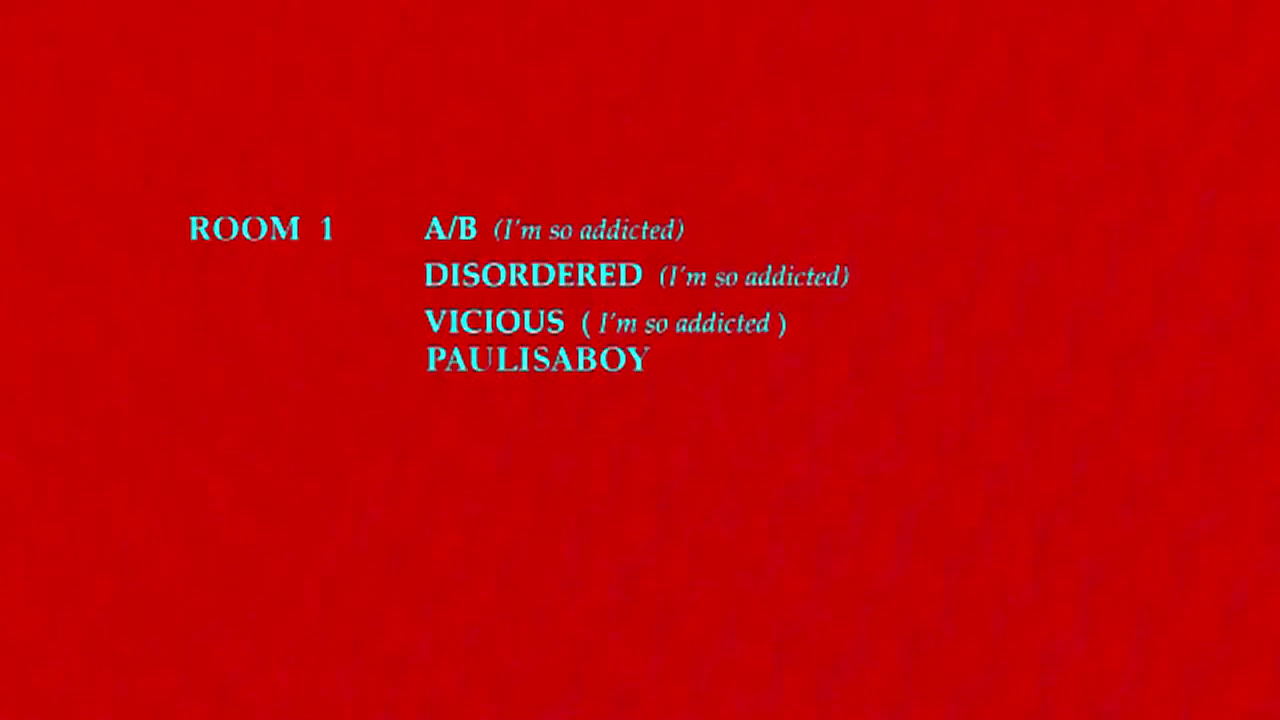 ROOM 1 A/B (I'm so addicted)
DISORDERED (I'm so addicted)
VICIOUS ( I'm so addicted )
PAULISABOY